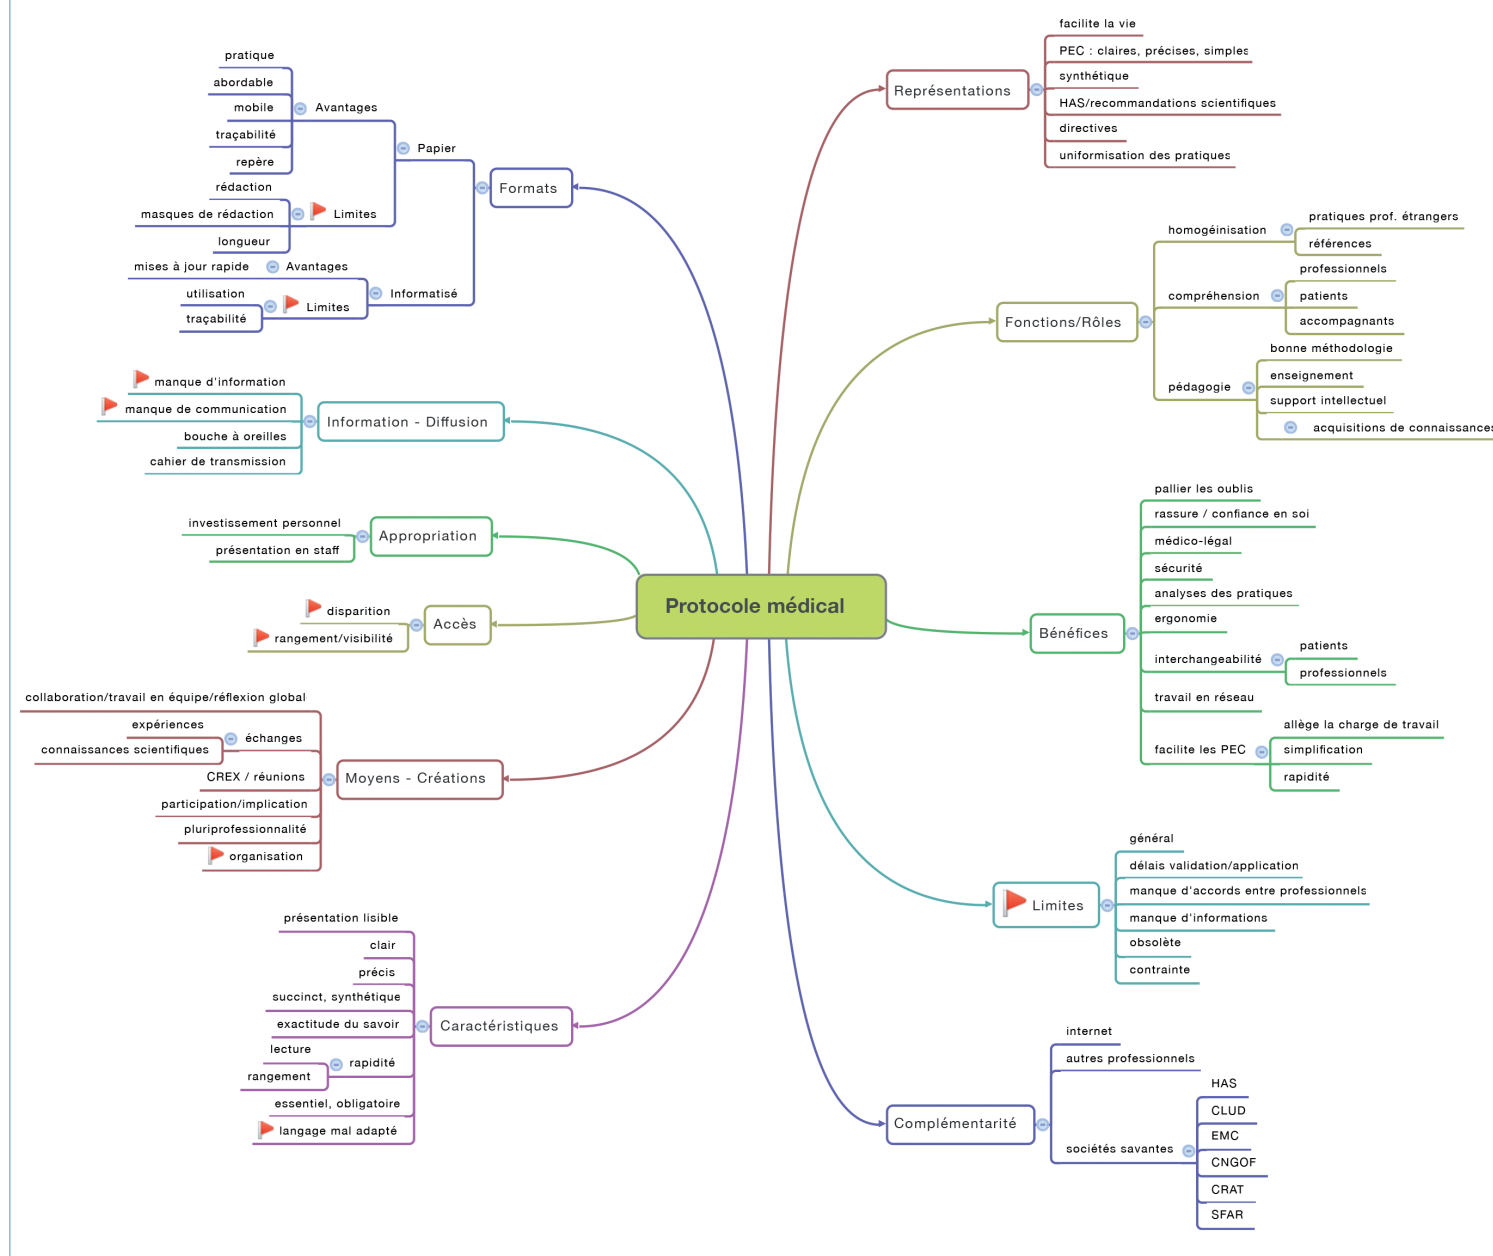 Protocole médical
Représentations
facilite la vie
PEC : claires, précises, simples
synthétique
HAS/recommandations scientifiques
directives
uniformisation des pratiques
Fonctions/Rôles
homogéinisation
pratiques prof. étrangers
références
compréhension
professionnels
patients
accompagnants
pédagogie
bonne méthodologie
enseignement
support intellectuel
acquisitions de connaissances
Bénéfices
pallier les oublis
rassure / confiance en soi
médico-légal
sécurité
analyses des pratiques
ergonomie
interchangeabilité
patients
professionnels
travail en réseau
facilite les PEC
allège la charge de travail
simplification
rapidité
Limites
général
délais validation/application
manque d'accords entre professionnels
manque d'informations
obsolète
contrainte
Complémentarité
internet
autres professionnels
sociétés savantes
HAS
CLUD
EMC
CNGOF
CRAT
SFAR
Formats
Papier
Avantages
pratique
abordable
mobile
traçabilité
repère
Limites
rédaction
masques de rédaction
longueur
Informatisé
Avantages
mises à jour rapide
Limites
utilisation
traçabilité
Information - Diffusion
manque d'information
manque de communication
bouche à oreilles
cahier de transmission
Appropriation
investissement personnel
présentation en staff
Accès
disparition
rangement/visibilité
Moyens - Créations
collaboration/travail en équipe/réflexion global
échanges
expériences
connaissances scientifiques
CREX / réunions
participation/implication
pluriprofessionnalité
organisation
Caractéristiques
présentation lisible
clair
précis
succinct, synthétique
exactitude du savoir
rapidité
lecture
rangement
essentiel, obligatoire
langage mal adapté